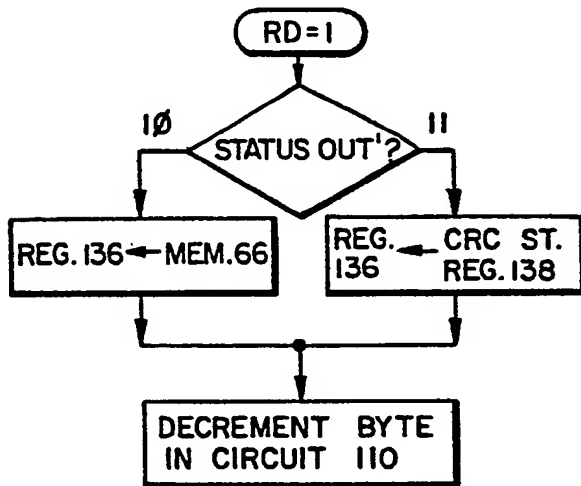 RD=1
1Ø
11
STATUS OUT'?
REG.136 ← MEM.66
REG. ← CRC ST.
136 REG.138
DECREMENT BYTE
IN CIRCUIT 110